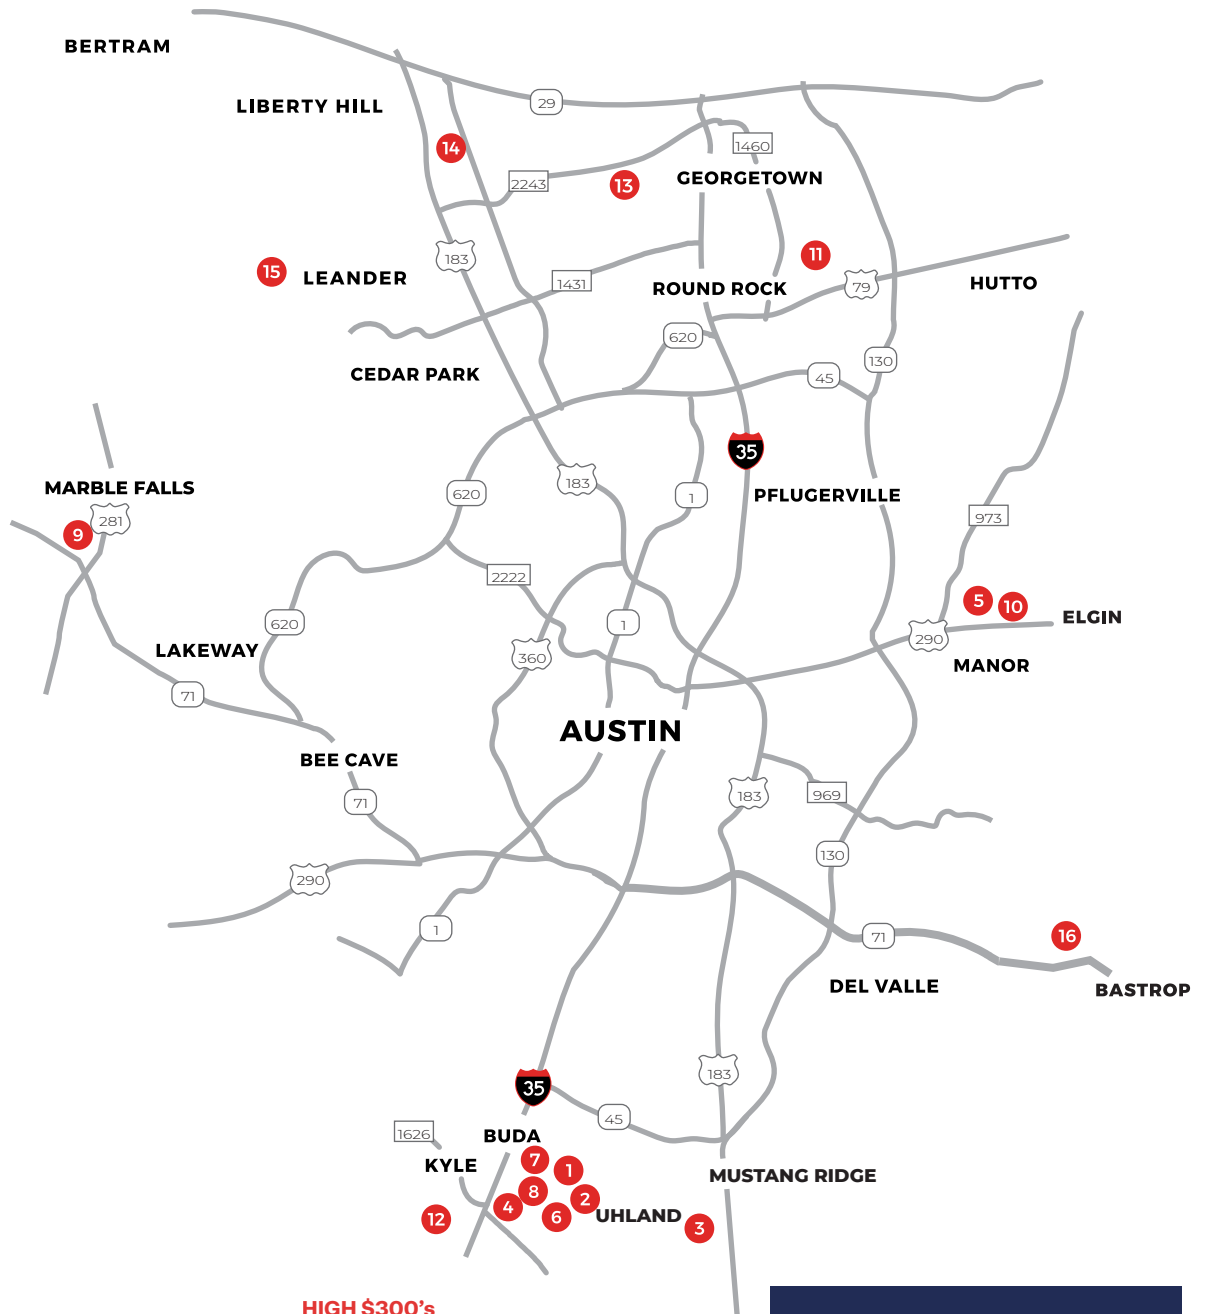 BERTRAM
29
LIBERTY HILL
14
1460
2243
13
GEORGETOWN
183
11
15
LEANDER
1431
ROUND ROCK
79
HUTTO
620
130
CEDAR PARK
45
35
MARBLE FALLS
183
620
1
PFLUGERVILLE
281
9
973
2222
5
10
ELGIN
620
1
290
LAKEWAY
360
MANOR
71
AUSTIN
BEE CAVE
183
969
71
130
290
1
71
16
DEL VALLE
BASTROP
183
35
45
1626
BUDA
KYLE
7
1
MUSTANG RIDGE
8
2
4
6
UHLAND
12
3
HIGH $300's